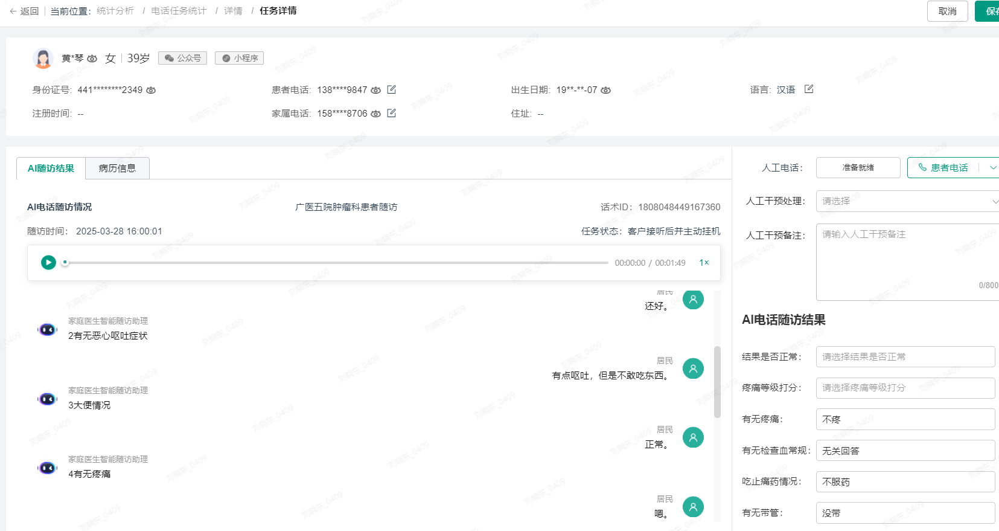 ← 返回 | 当前位置： 统计分析 / 电话任务统计 / 详情 / 任务详情
取消
保存
黄*琴 女 | 39岁 公众号 小程序
身份证号: 441********2349
患者电话: 138****9847
出生日期: 19**-**-07
语言: 汉语
注册时间: --
家属电话: 158****8706
住址: --
AI随访结果
病历信息
AI电话随访情况
广医五院肿瘤科患者随访
话术ID： 1808048449167360
随访时间： 2025-03-28 16:00:01
任务状态：客户接听后并主动挂机
00:00:00 / 00:01:49 1×
居民
还好。
家庭医生智能随访助理
2有无恶心呕吐症状
居民
有点呕吐，但是不敢吃东西。
家庭医生智能随访助理
3大便情况
居民
正常。
家庭医生智能随访助理
4有无疼痛
居民
嗯。
人工电话： 准备就绪 患者电话
人工干预处理： 请选择
人工干预备注： 请输入人工干预备注
0/800
AI电话随访结果
结果是否正常： 请选择结果是否正常
疼痛等级打分： 请选择疼痛等级打分
有无疼痛： 不疼
有无检查血常规： 无关回答
吃止痛药情况： 不服药
有无带管： 没带